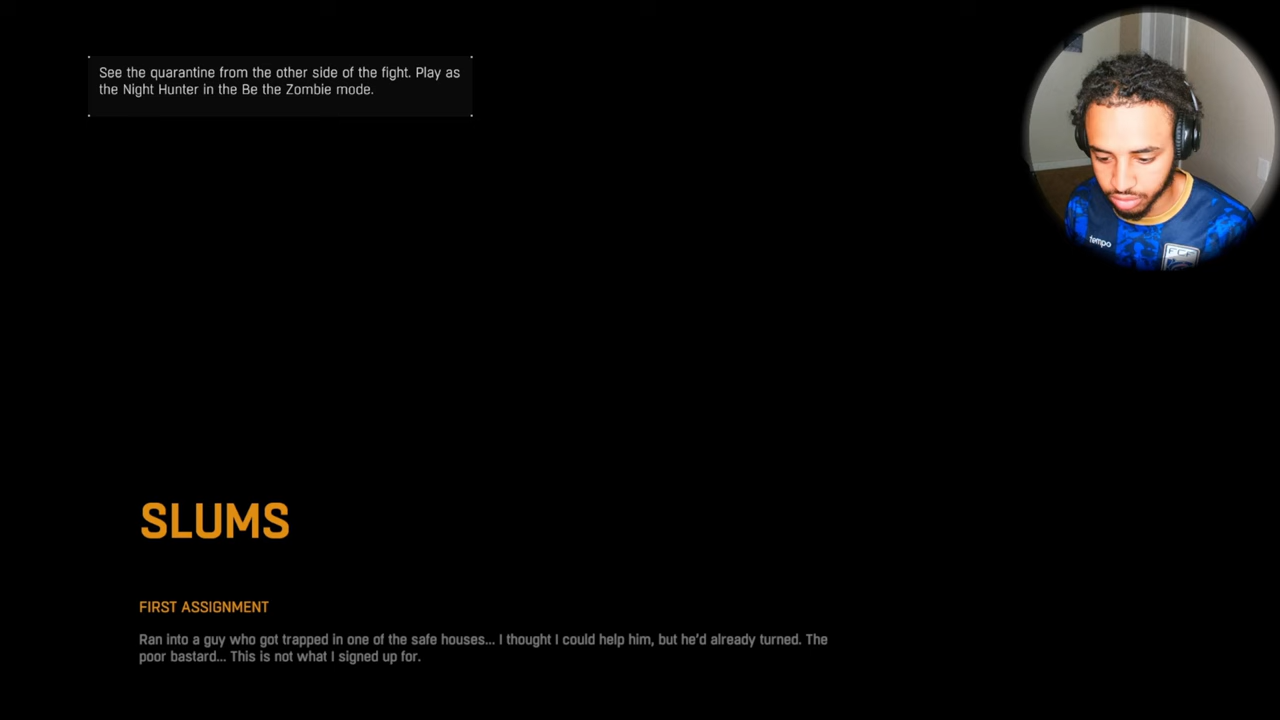 See the quarantine from the other side of the fight. Play as
the Night Hunter in the Be the Zombie mode.
tempo
FCF
SLUMS
FIRST ASSIGNMENT
Ran into a guy who got trapped in one of the safe houses... I thought I could help him, but he'd already turned. The
poor bastard... This is not what I signed up for.